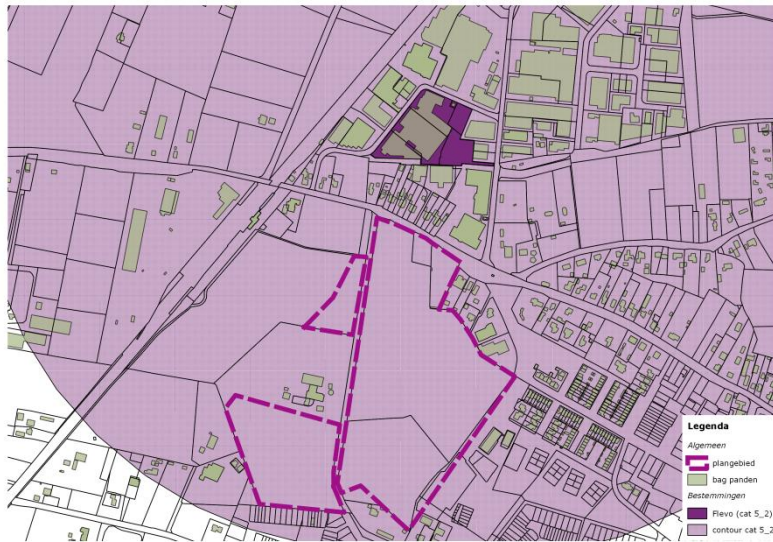 Legenda
Algemeen
plangebied
bag panden
Bestemmingen
Flevo (cat 5_2)
contour cat 5_2